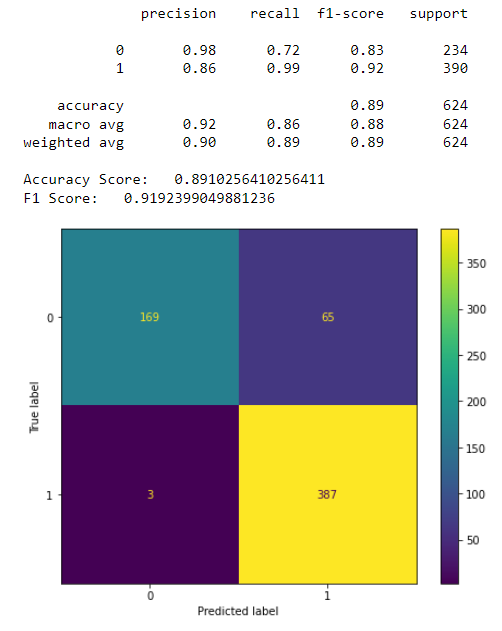 precision recall f1-score support
0 0.98 0.72 0.83 234
1 0.86 0.99 0.92 390
accuracy 0.89 624
macro avg 0.92 0.86 0.88 624
weighted avg 0.90 0.89 0.89 624
Accuracy Score: 0.8910256410256411
F1 Score: 0.9192399049881236
350
300
250
200
150
100
50
True label
0
169 65
1
3 387
0 1
Predicted label